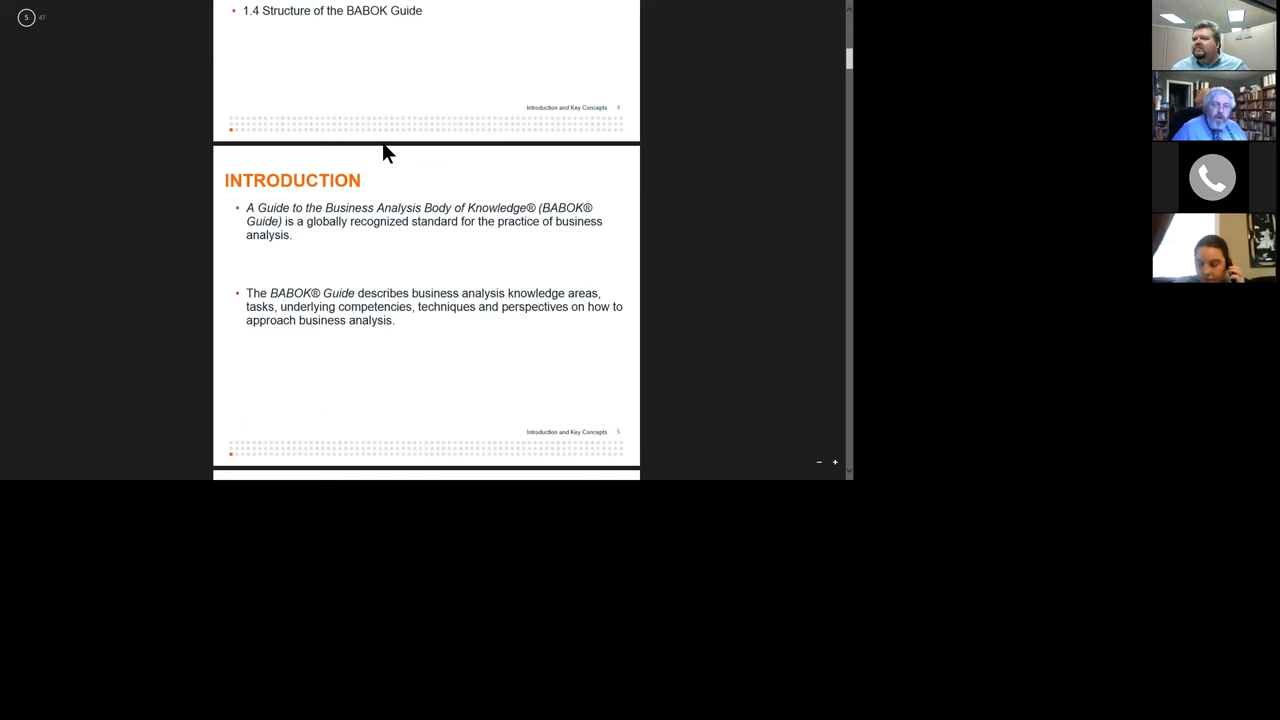 5 47
• 1.4 Structure of the BABOK Guide
Introduction and Key Concepts 4
INTRODUCTION
• A Guide to the Business Analysis Body of Knowledge® (BABOK®
Guide) is a globally recognized standard for the practice of business
analysis.
• The BABOK® Guide describes business analysis knowledge areas,
tasks, underlying competencies, techniques and perspectives on how to
approach business analysis.
Introduction and Key Concepts 5
− +